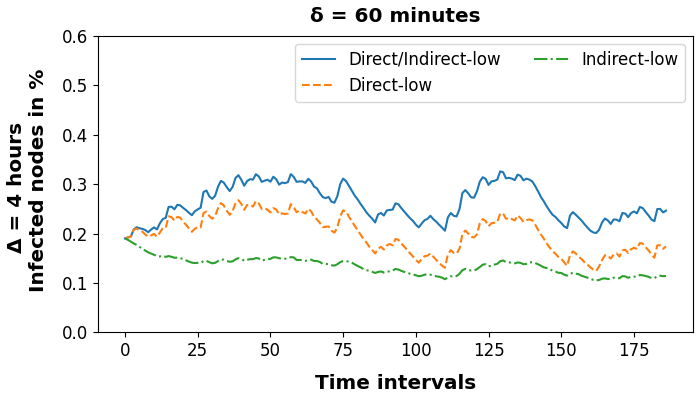 δ = 60 minutes
Δ = 4 hours
Infected nodes in %
0.6
0.5
0.4
0.3
0.2
0.1
0.0
Direct/Indirect-low
Direct-low
Indirect-low
0 25 50 75 100 125 150 175
Time intervals